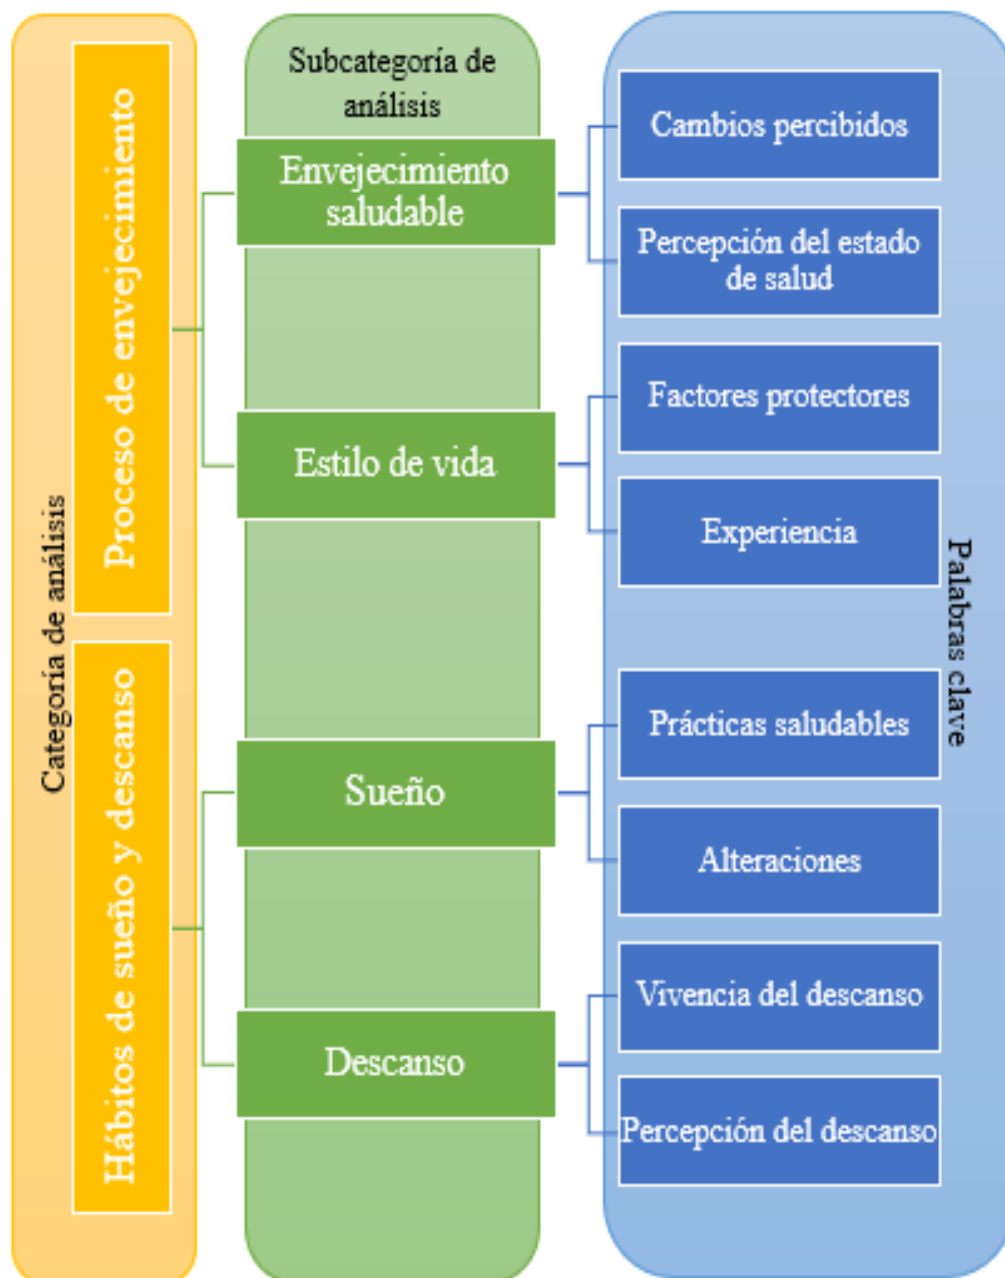 Categoría de análisis
Proceso de envejecimiento
Hábitos de sueño y descanso
Subcategoría de
análisis
Envejecimiento
saludable
Estilo de vida
Sueño
Descanso
Cambios percibidos
Percepción del estado
de salud
Factores protectores
Experiencia
Prácticas saludables
Alteraciones
Vivencia del descanso
Percepción del descanso
Palabras clave